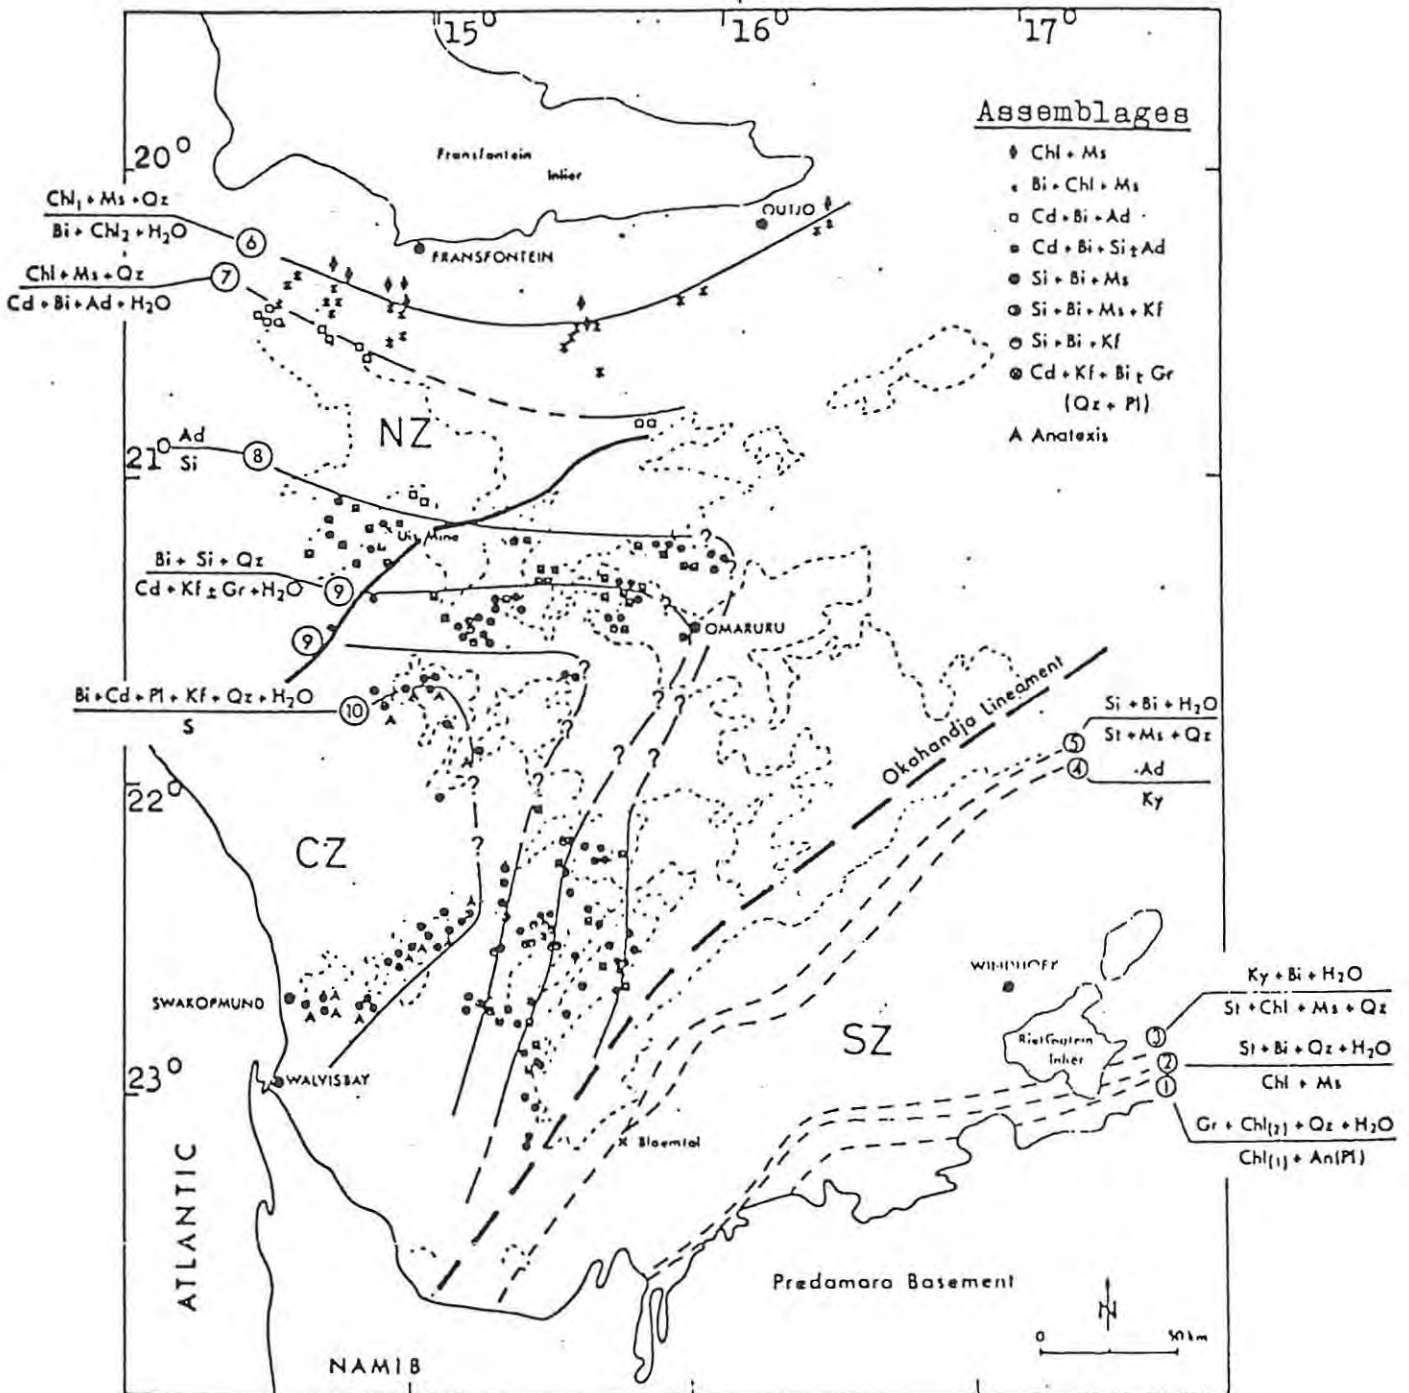 15°
16°
17°
Assemblages
Chl + Ms
Bi + Chl + Ms
Cd + Bi + Ad
Cd + Bi + Si ± Ad
Si + Bi + Ms
Si + Bi + Ms + Kf
Si + Bi + Kf
Cd + Kf + Bi ± Gr
(Qz + Pl)
A Anatexis
20°
Fransfontein
Inlier
OUTJO
FRANSFONTEIN
Chl₁ + Ms + Qz
Bi + Chl₂ + H₂O
6
Chl + Ms + Qz
Cd + Bi + Ad + H₂O
7
NZ
21°
Ad
Si
8
Uis Mine
?
?
Bi + Si + Qz
Cd + Kf ± Gr + H₂O
9
?
OMARURU
9
?
Bi + Cd + Pl + Kf + Qz + H₂O
S
10
A
A
A
A
? ?
?
? ?
? ?
?
Okahandja Lineament
Si + Bi + H₂O
St + Ms + Qz
5
Ad
Ky
4
22°
CZ
A
A
A
A A
SWAKOPMUND
A
A
A A
A
WALVISBAY
23°
WINDHOEK
SZ
Rietfontein
Inlier
Ky + Bi + H₂O
St + Chl + Ms + Qz
3
St + Bi + Qz + H₂O
Chl + Ms
2
1
Gr + Chl(2) + Qz + H₂O
Chl(1) + An(Pl)
x Bloemtal
ATLANTIC
Predamara Basement
N
0 50 km
NAMIB